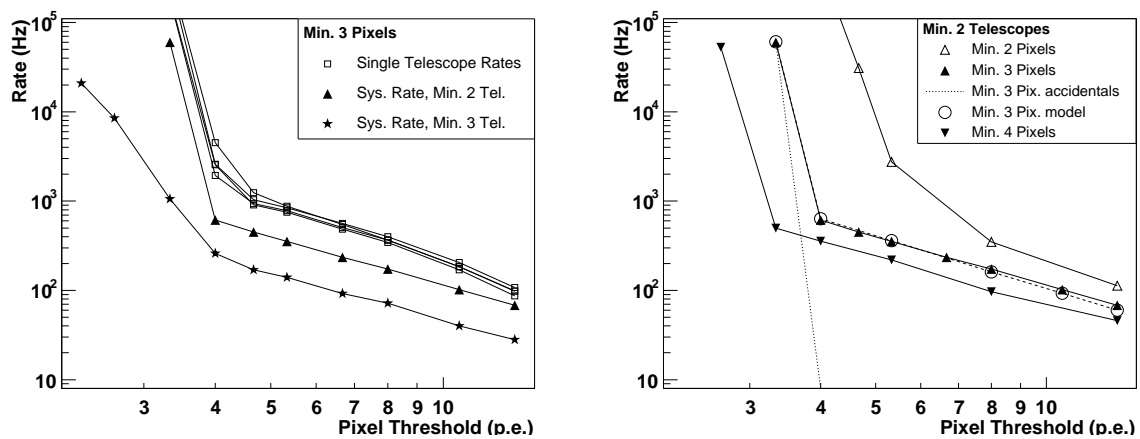 Rate (Hz)
10^5
10^4
10^3
10^2
10
3 4 5 6 7 8 9 10
Pixel Threshold (p.e.)
Min. 3 Pixels
Single Telescope Rates
Sys. Rate, Min. 2 Tel.
Sys. Rate, Min. 3 Tel.
Rate (Hz)
10^5
10^4
10^3
10^2
10
3 4 5 6 7 8 9 10
Pixel Threshold (p.e.)
Min. 2 Telescopes
Min. 2 Pixels
Min. 3 Pixels
Min. 3 Pix. accidentals
Min. 3 Pix. model
Min. 4 Pixels